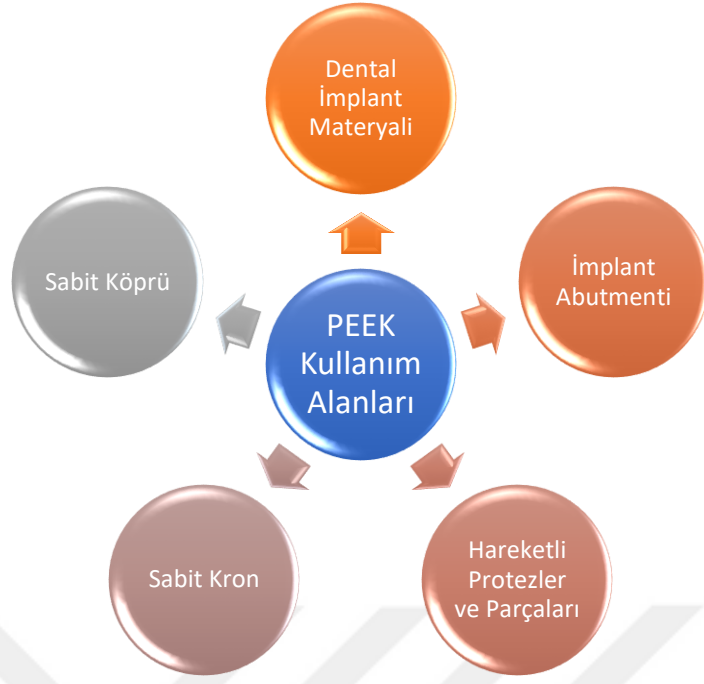 Dental
İmplant
Materyali
Sabit Köprü
İmplant
Abutmenti
PEEK
Kullanım
Alanları
Sabit Kron
Hareketli
Protezler
ve Parçaları